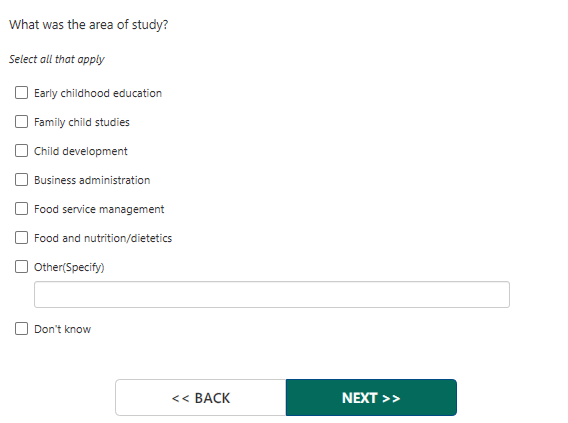 What was the area of study?
Select all that apply
Early childhood education
Family child studies
Child development
Business administration
Food service management
Food and nutrition/dietetics
Other(Specify)
Don't know
<< BACK
NEXT >>